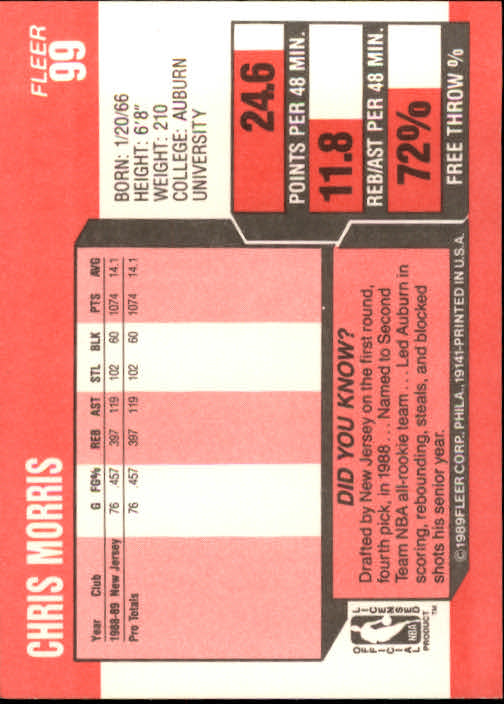 CHRIS MORRIS
FLEER
99
BORN: 1/20/66
HEIGHT: 6'8"
WEIGHT: 210
COLLEGE: AUBURN
UNIVERSITY
Year Club G FG% REB AST STL BLK PTS AVG
1988-89 New Jersey 76 .457 397 119 102 60 1074 14.1
Pro Totals 76 .457 397 119 102 60 1074 14.1
24.6
POINTS PER 48 MIN.
11.8
REB/AST PER 48 MIN.
72%
FREE THROW %
DID YOU KNOW?
Drafted by New Jersey on the first round,
fourth pick, in 1988 . . . Named to Second
Team NBA all-rookie team . . . Led Auburn in
scoring, rebounding, steals, and blocked
shots his senior year.
OFFICIAL LICENSED
NBA
PRODUCT™
©1989 FLEER CORP., PHILA., 19141-PRINTED IN U.S.A.